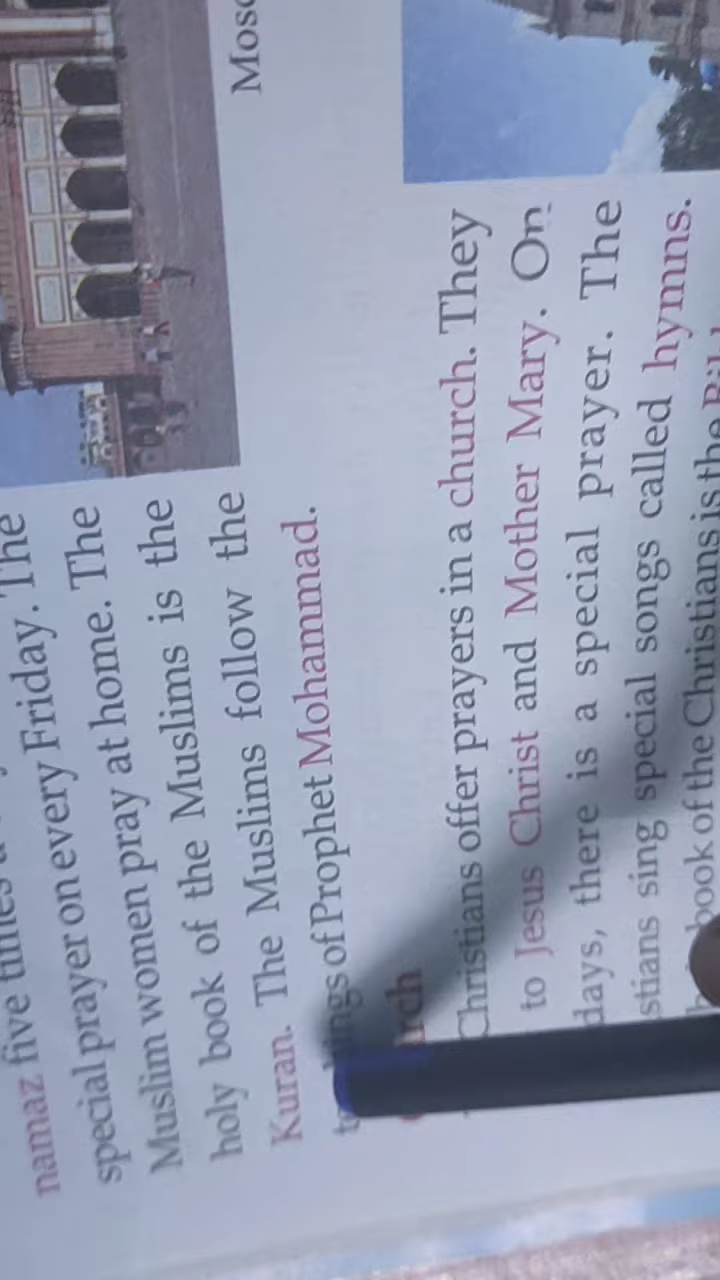 namaz five times a
special prayer on every Friday. The
Muslim women pray at home. The
holy book of the Muslims is the
Kuran. The Muslims follow the
of Prophet Mohammad.
Christians offer prayers in a church. They
to Jesus Christ and Mother Mary. On
days, there is a special prayer. The
stians sing special songs called hymns.
book of the Christians is the